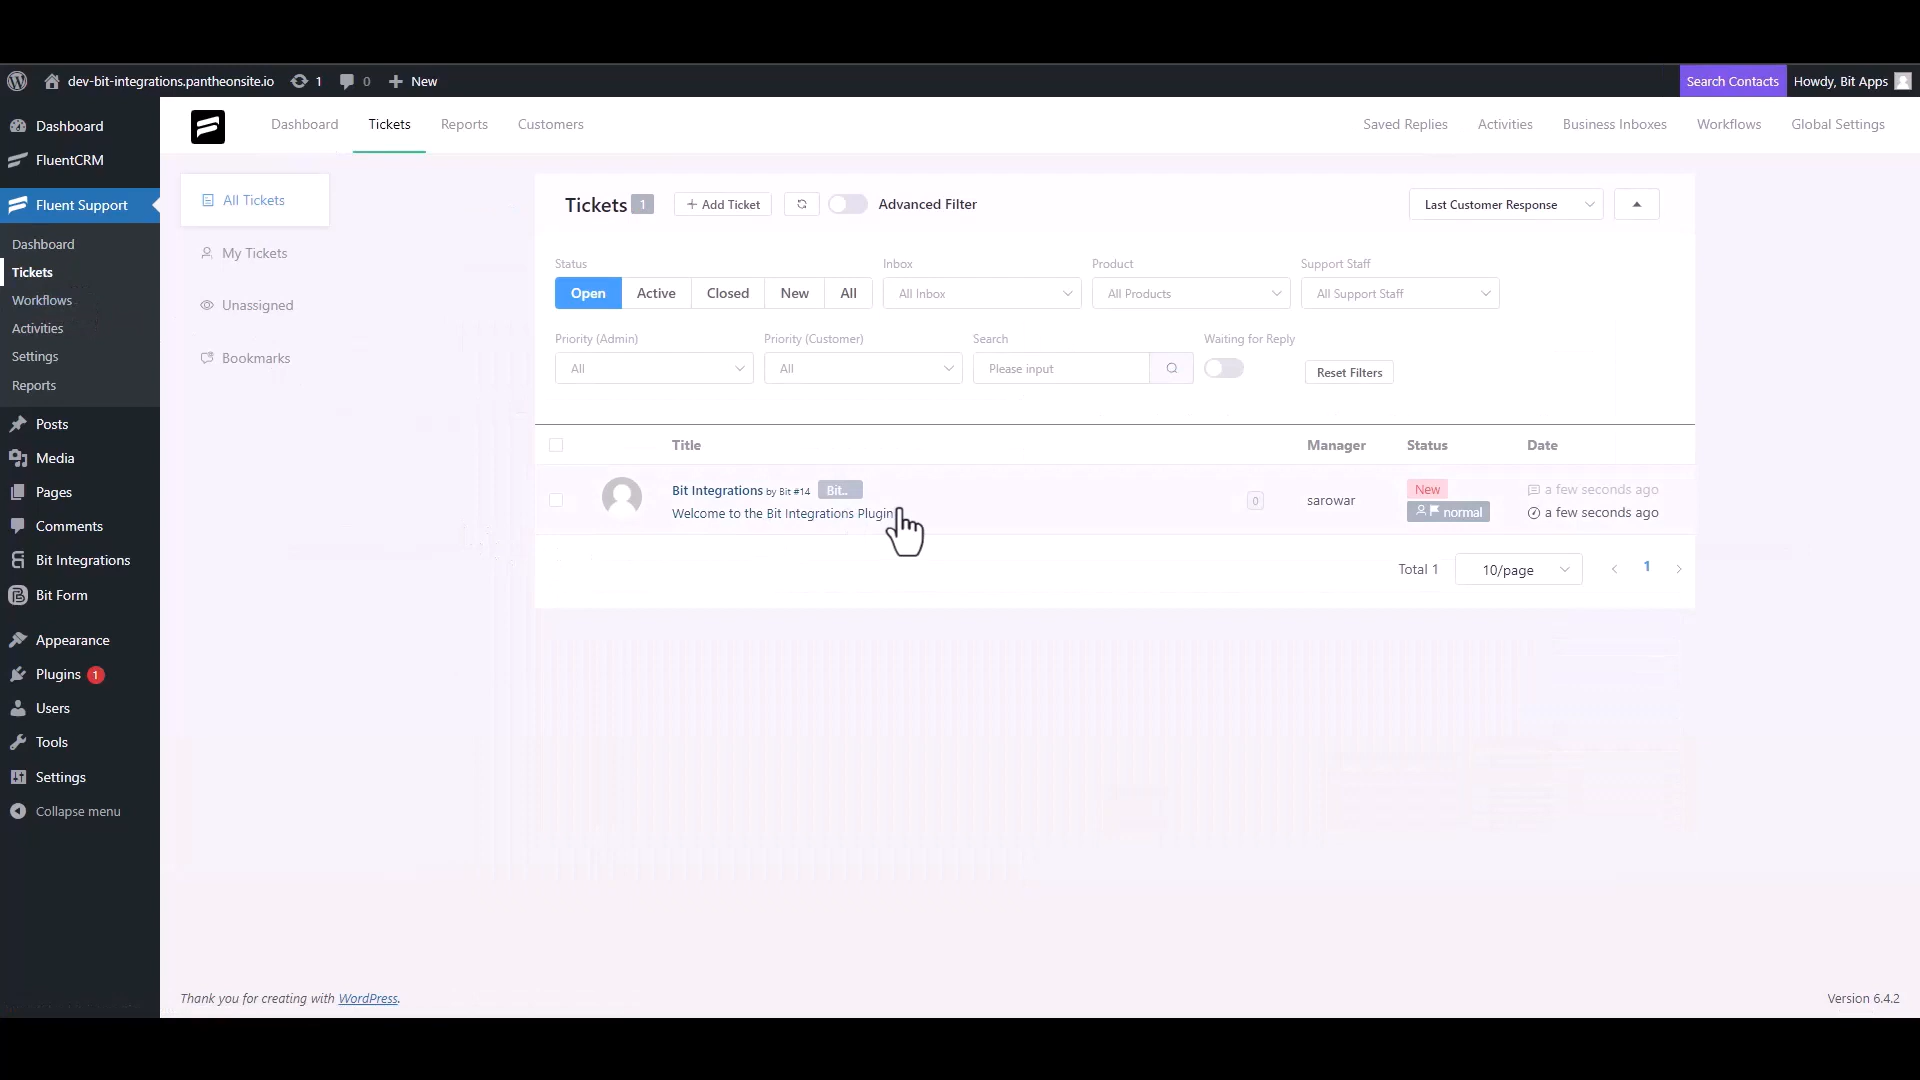 dev-bit-integrations.pantheonsite.io 1 0 New Search Contacts Howdy, Bit Apps
Dashboard
FluentCRM
Fluent Support
Dashboard
Tickets
Workflows
Activities
Settings
Reports
Posts
Media
Pages
Comments
Bit Integrations
Bit Form
Appearance
Plugins 1
Users
Tools
Settings
Collapse menu
Dashboard Tickets Reports Customers Saved Replies Activities Business Inboxes Workflows Global Settings
All Tickets
My Tickets
Unassigned
Bookmarks
Tickets 1 + Add Ticket Advanced Filter Last Customer Response
Status Inbox Product Support Staff
Open Active Closed New All All Inbox All Products All Support Staff
Priority (Admin) Priority (Customer) Search Waiting for Reply
All All Please input Reset Filters
Title Manager Status Date
Bit Integrations by Bit #14 Bit.. New a few seconds ago
Welcome to the Bit Integrations Plugin 0 sarowar normal a few seconds ago
Total 1 10/page < 1 >
Thank you for creating with WordPress. Version 6.4.2